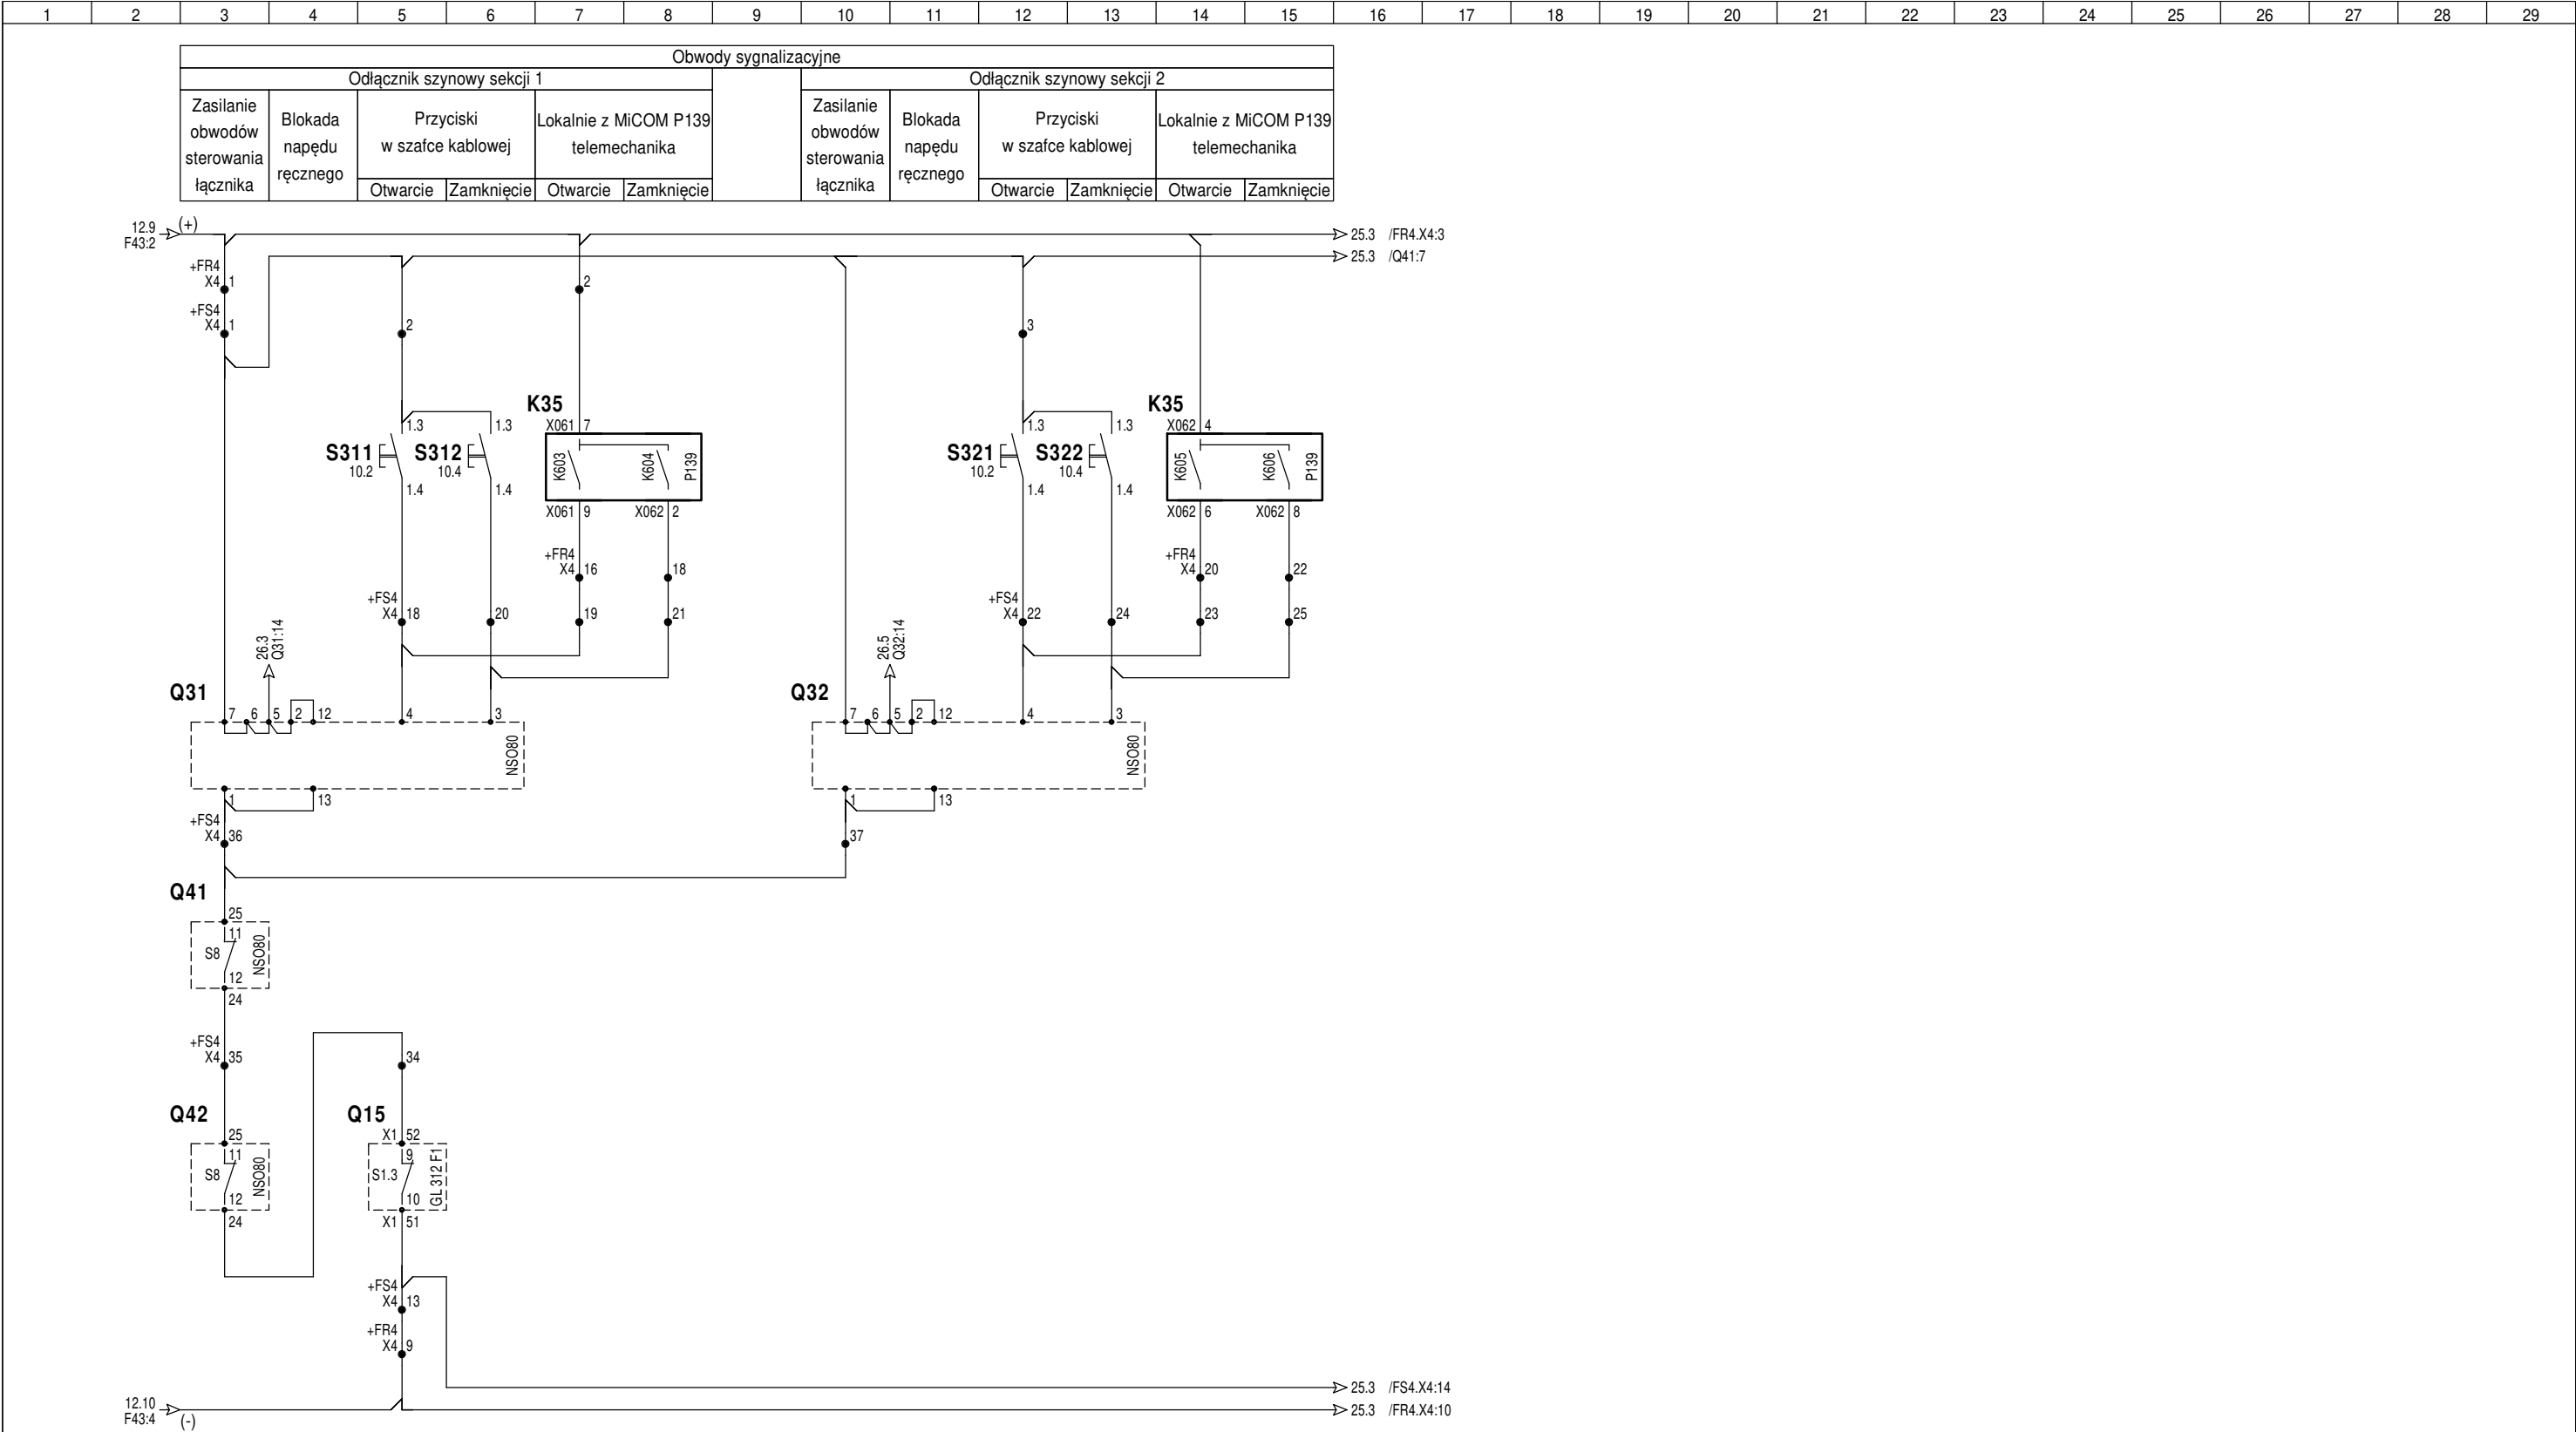 1 2 3 4 5 6 7 8 9 10 11 12 13 14 15 16 17 18 19 20 21 22 23 24 25 26 27 28 29
Obwody sygnalizacyjne
Odłącznik szynowy sekcji 1
Odłącznik szynowy sekcji 2
Zasilanie
obwodów
sterowania
łącznika
Blokada
napędu
ręcznego
Przyciski
w szafce kablowej
Otwarcie Zamknięcie
Lokalnie z MiCOM P139
telemechanika
Otwarcie Zamknięcie
Zasilanie
obwodów
sterowania
łącznika
Blokada
napędu
ręcznego
Przyciski
w szafce kablowej
Otwarcie Zamknięcie
Lokalnie z MiCOM P139
telemechanika
Otwarcie Zamknięcie
12.9
F43:2
(+)
25.3 /FR4.X4:3
25.3 /Q41:7
+FR4
X4 1
2
+FS4
X4 1
2
3
K35
X061 7
K35
X062 4
1.3
1.3
S311
10.2
S312
10.4
1.4
1.4
K603
K604
P139
1.3
1.3
S321
10.2
S322
10.4
1.4
1.4
K605
K606
P139
X061 9
X062 2
X062 6
X062 8
+FR4
X4 16
18
+FR4
X4 20
22
+FS4
X4 18
20
19
21
+FS4
X4 22
24
23
25
26.3
Q31:14
26.5
Q32:14
Q31
7 6 5 2 12 4 3
NSO80
1 13
Q32
7 6 5 2 12 4 3
NSO80
1 13
+FS4
X4 36
37
Q41
25
11
S8
12
NSO80
24
+FS4
X4 35
34
Q42
25
11
S8
12
NSO80
24
Q15
X1 52
9
S1.3
10
GL 312 F1
X1 51
+FS4
X4 13
+FR4
X4 9
25.3 /FS4.X4:14
12.10
F43:4
(-)
25.3 /FR4.X4:10